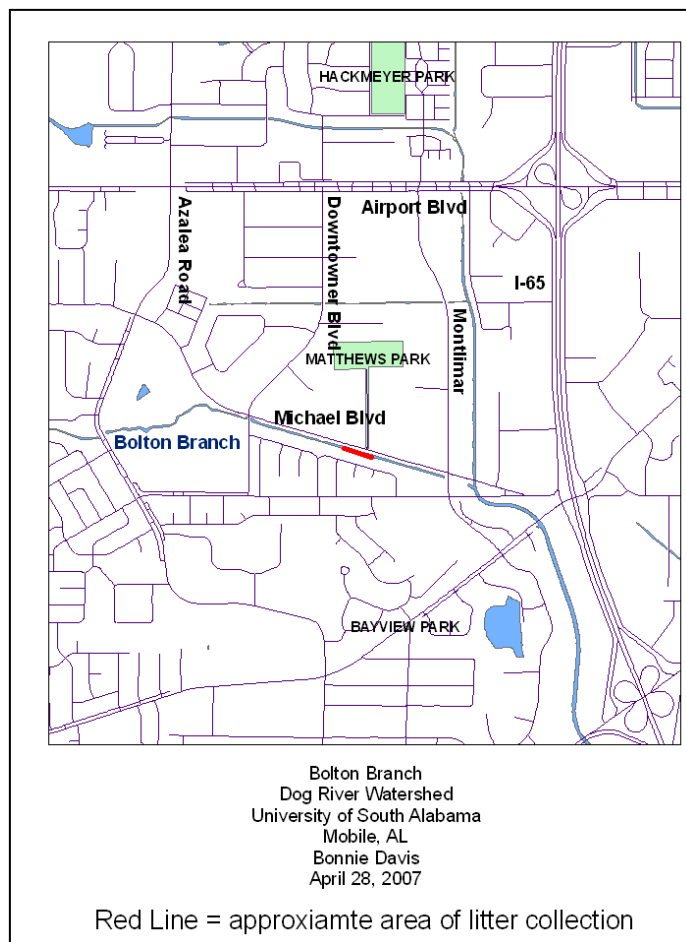 HACKMEYER PARK
Airport Blvd
Azalea Road
Downtowner Blvd
I-65
Montlimar
MATTHEWS PARK
Michael Blvd
Bolton Branch
BAYVIEW PARK
Bolton Branch
Dog River Watershed
University of South Alabama
Mobile, AL
Bonnie Davis
April 28, 2007
Red Line = approxiamte area of litter collection